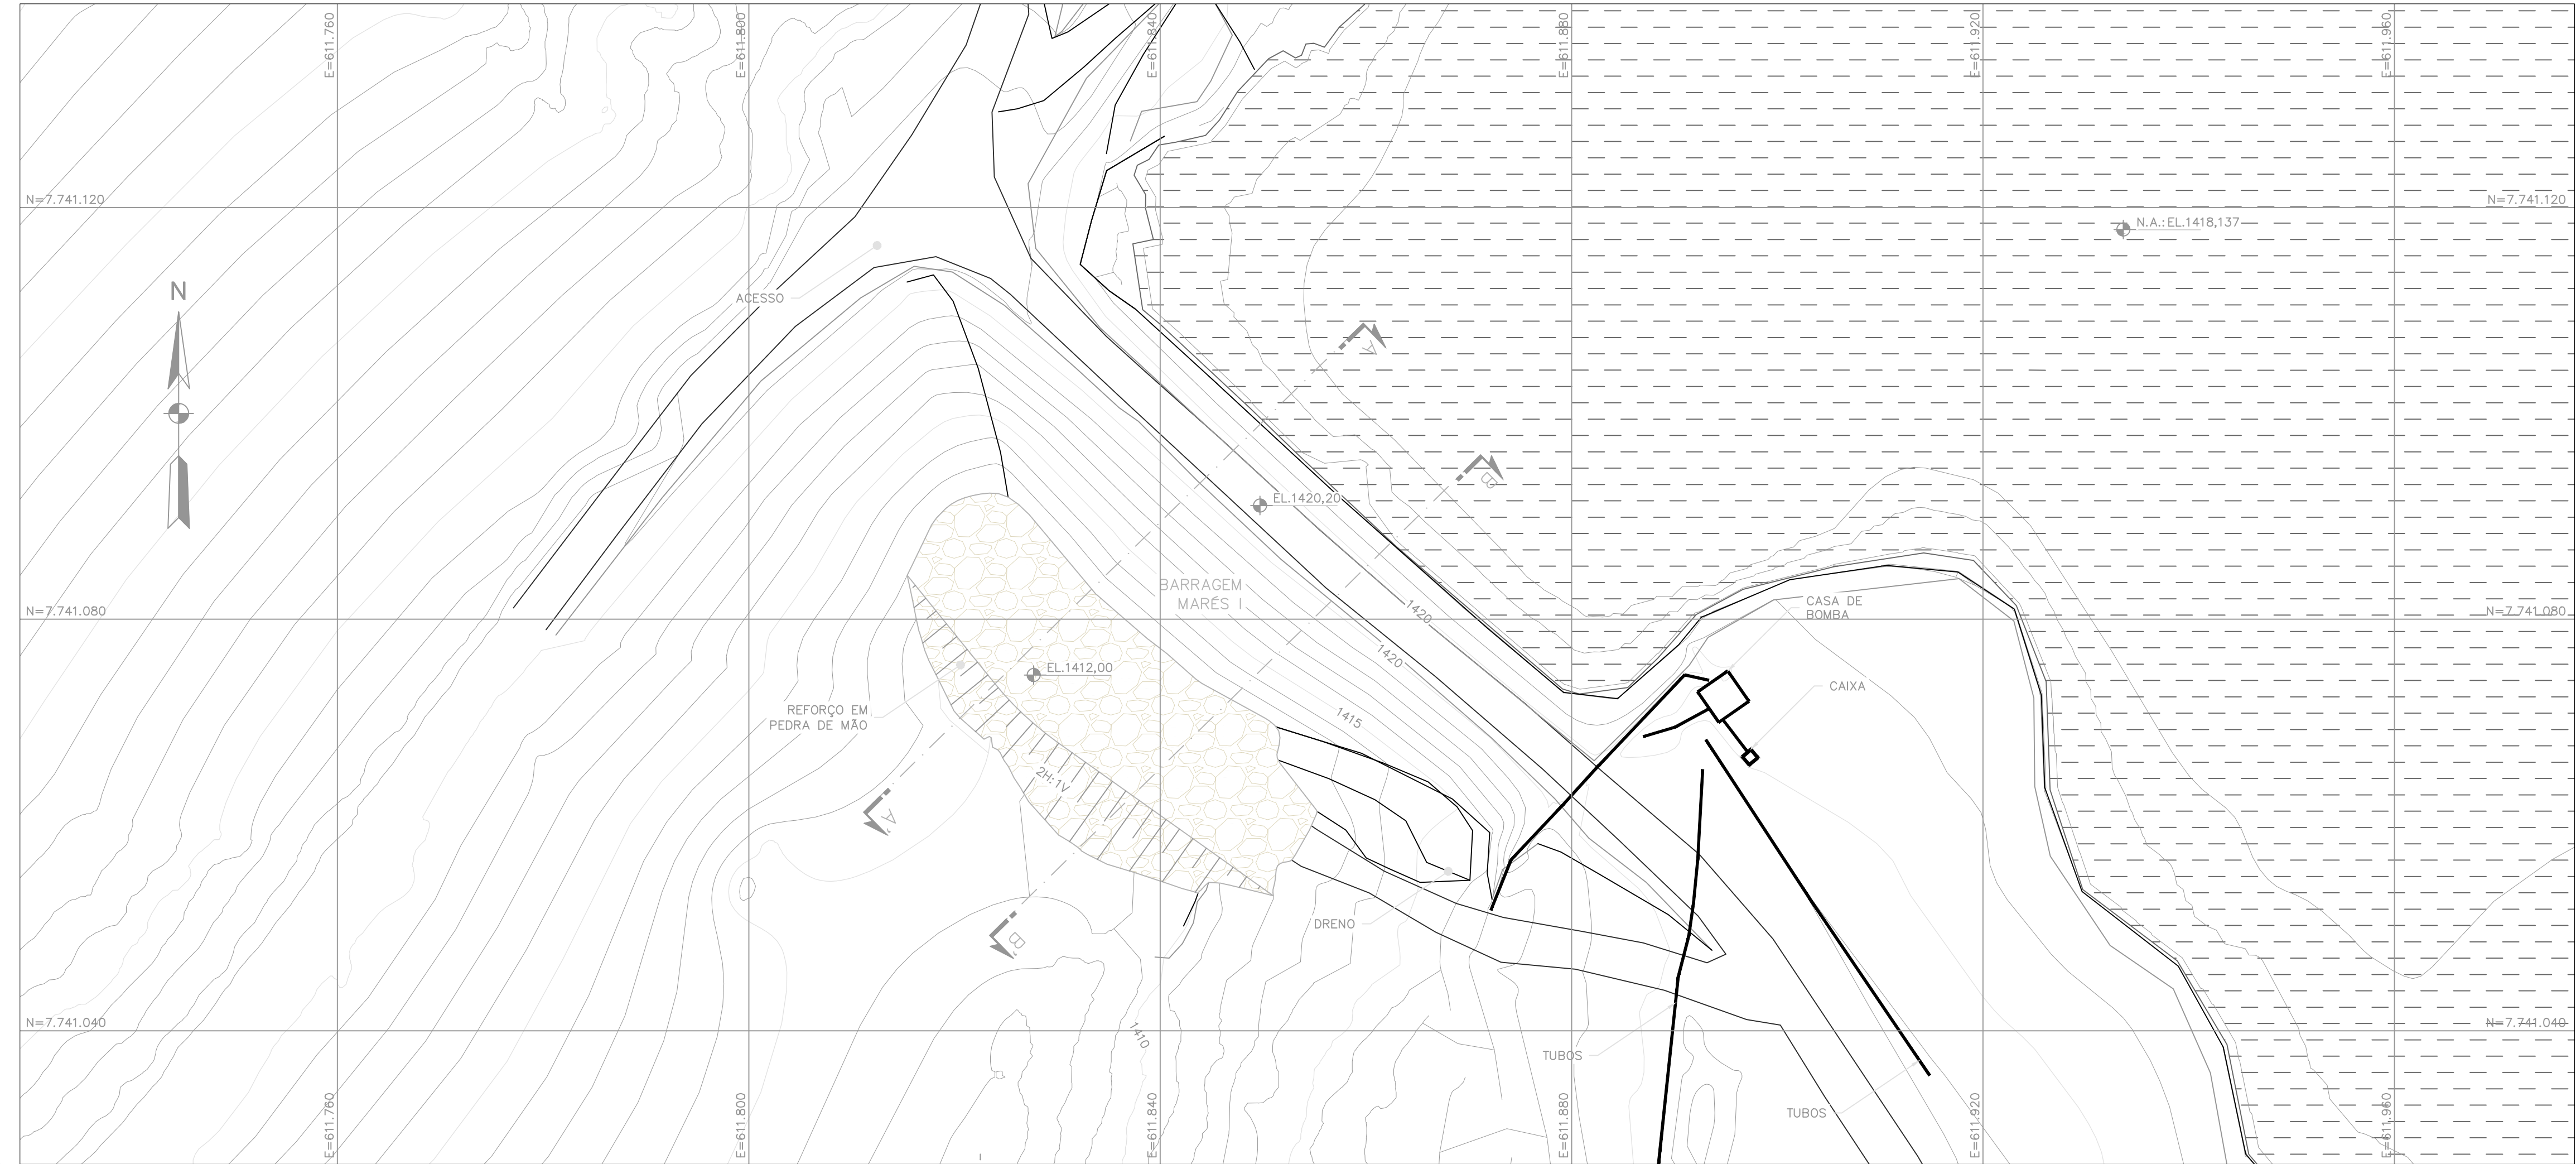 E=611.760
E=611.800
E=611.840
E=611.880
E=611.920
E=611.960
N=7.741.120
N=7.741.120
N.A.:EL.1418,137
N
ACESSO
A
B
EL.1420,20
BARRAGEM
MARÉS I
1420
CASA DE
BOMBA
N=7.741.080
N=7.741.080
1420
EL.1412,00
CAIXA
REFORÇO EM
PEDRA DE MÃO
1415
2H:1V
A'
DRENO
B'
N=7.741.040
N=7.741.040
1410
TUBOS
TUBOS
E=611.760
E=611.800
E=611.840
E=611.880
E=611.920
E=611.960